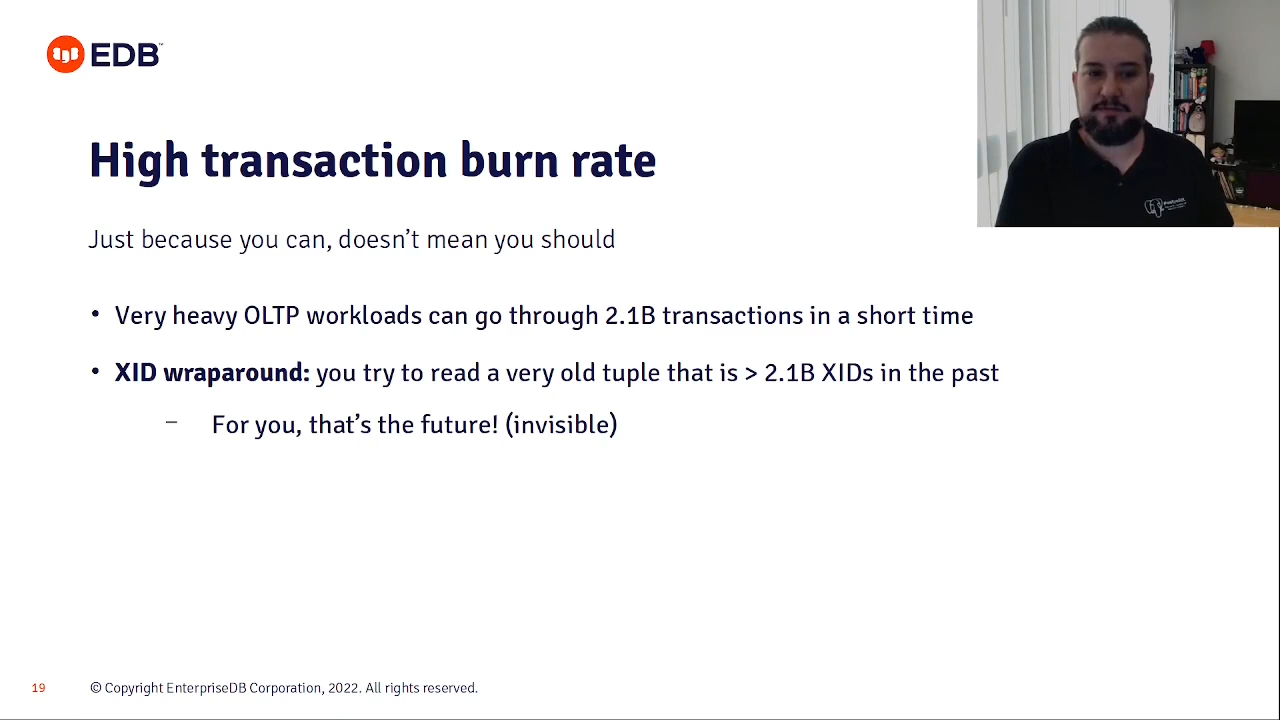 EDB
High transaction burn rate
Just because you can, doesn’t mean you should
• Very heavy OLTP workloads can go through 2.1B transactions in a short time
• XID wraparound: you try to read a very old tuple that is > 2.1B XIDs in the past
– For you, that’s the future! (invisible)
19 © Copyright EnterpriseDB Corporation, 2022. All rights reserved.